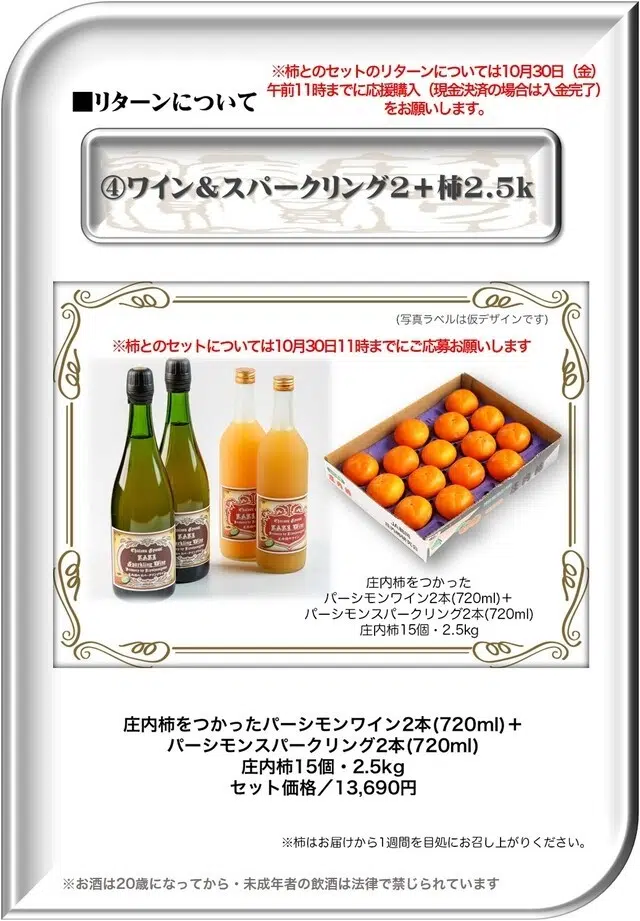 ■リターンについて
※柿とのセットのリターンについては10月30日（金）
午前11時までに応援購入（現金決済の場合は入金完了）
をお願いします。
④ワイン＆スパークリング2＋柿2.5k
(写真ラベルは仮デザインです)
※柿とのセットについては10月30日11時までにご応募お願いします
KAKI
Sparkling Wine
KAKI
Sparkling Wine
KAKI Wine
KAKI Wine
庄内柿をつかった
パーシモンワイン2本(720ml)＋
パーシモンスパークリング2本(720ml)
庄内柿15個・2.5kg
庄内柿をつかったパーシモンワイン2本(720ml)＋
パーシモンスパークリング2本(720ml)
庄内柿15個・2.5kg
セット価格／13,690円
※柿はお届けから1週間を目処にお召し上がりください。
※お酒は20歳になってから・未成年者の飲酒は法律で禁じられています